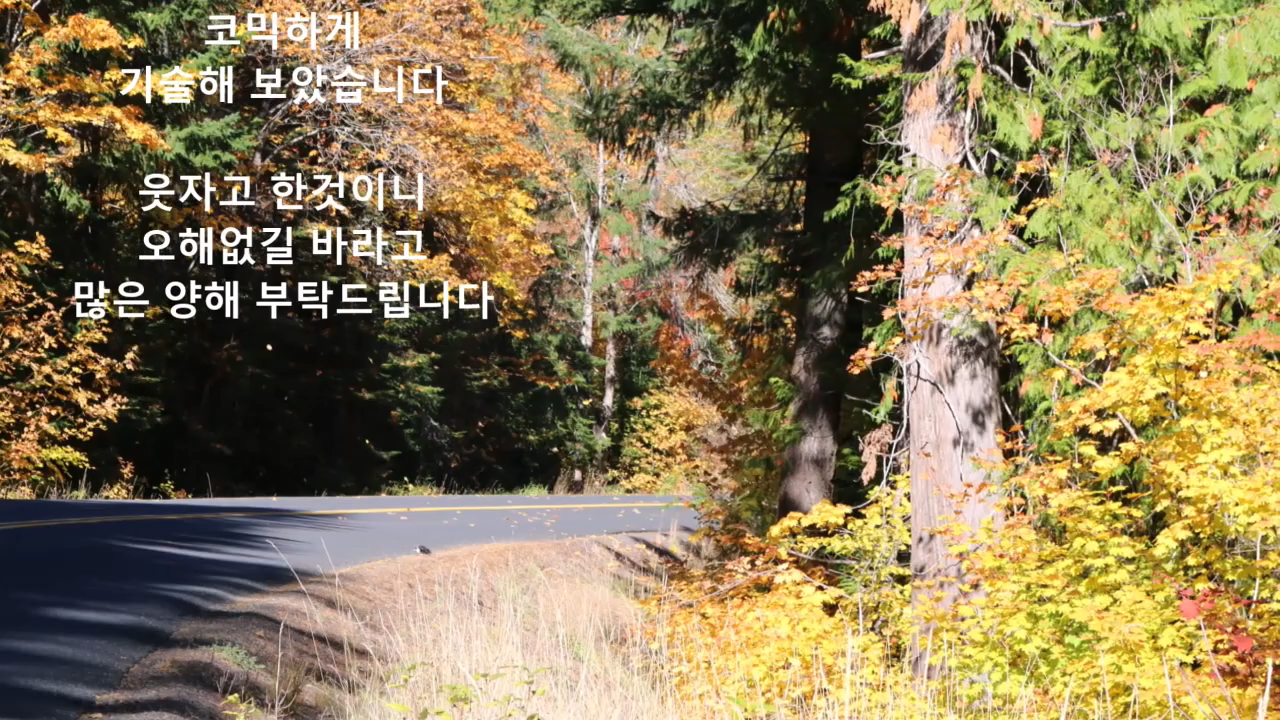 코믹하게
기술해 보았습니다
웃자고 한것이니
오해없길 바라고
많은 양해 부탁드립니다